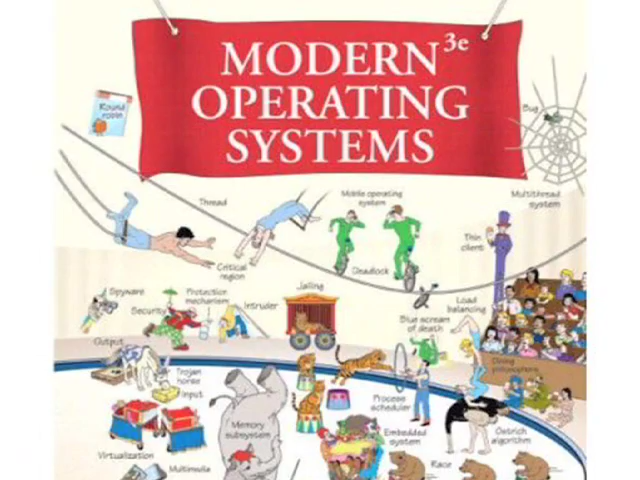 MODERN 3e
OPERATING
SYSTEMS
Round
robin
Bug
Thread
Mobile operating
system
Multithread
system
Thin
client
Critical
region
Deadlock
Spyware
Protection
mechanism
Security
Intruder
Jailing
Load
balancing
Blue scream
of death
Output
Dining
philosophers
Trojan
horse
Input
Process
scheduler
Memory
subsystem
Embedded
system
Ostrich
algorithm
Virtualization
Multimedia
Race